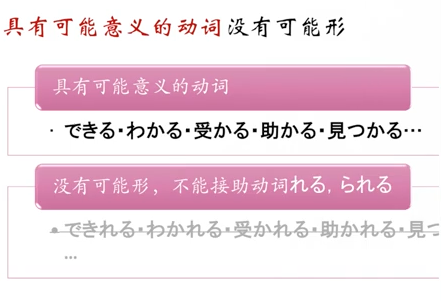 具有可能意义的动词没有可能形
具有可能意义的动词
· できる・わかる・受かる・助かる・見つかる…
没有可能形，不能接助动词れる, られる
• できれる・わかれる・受かれる・助かれる・見つ
…